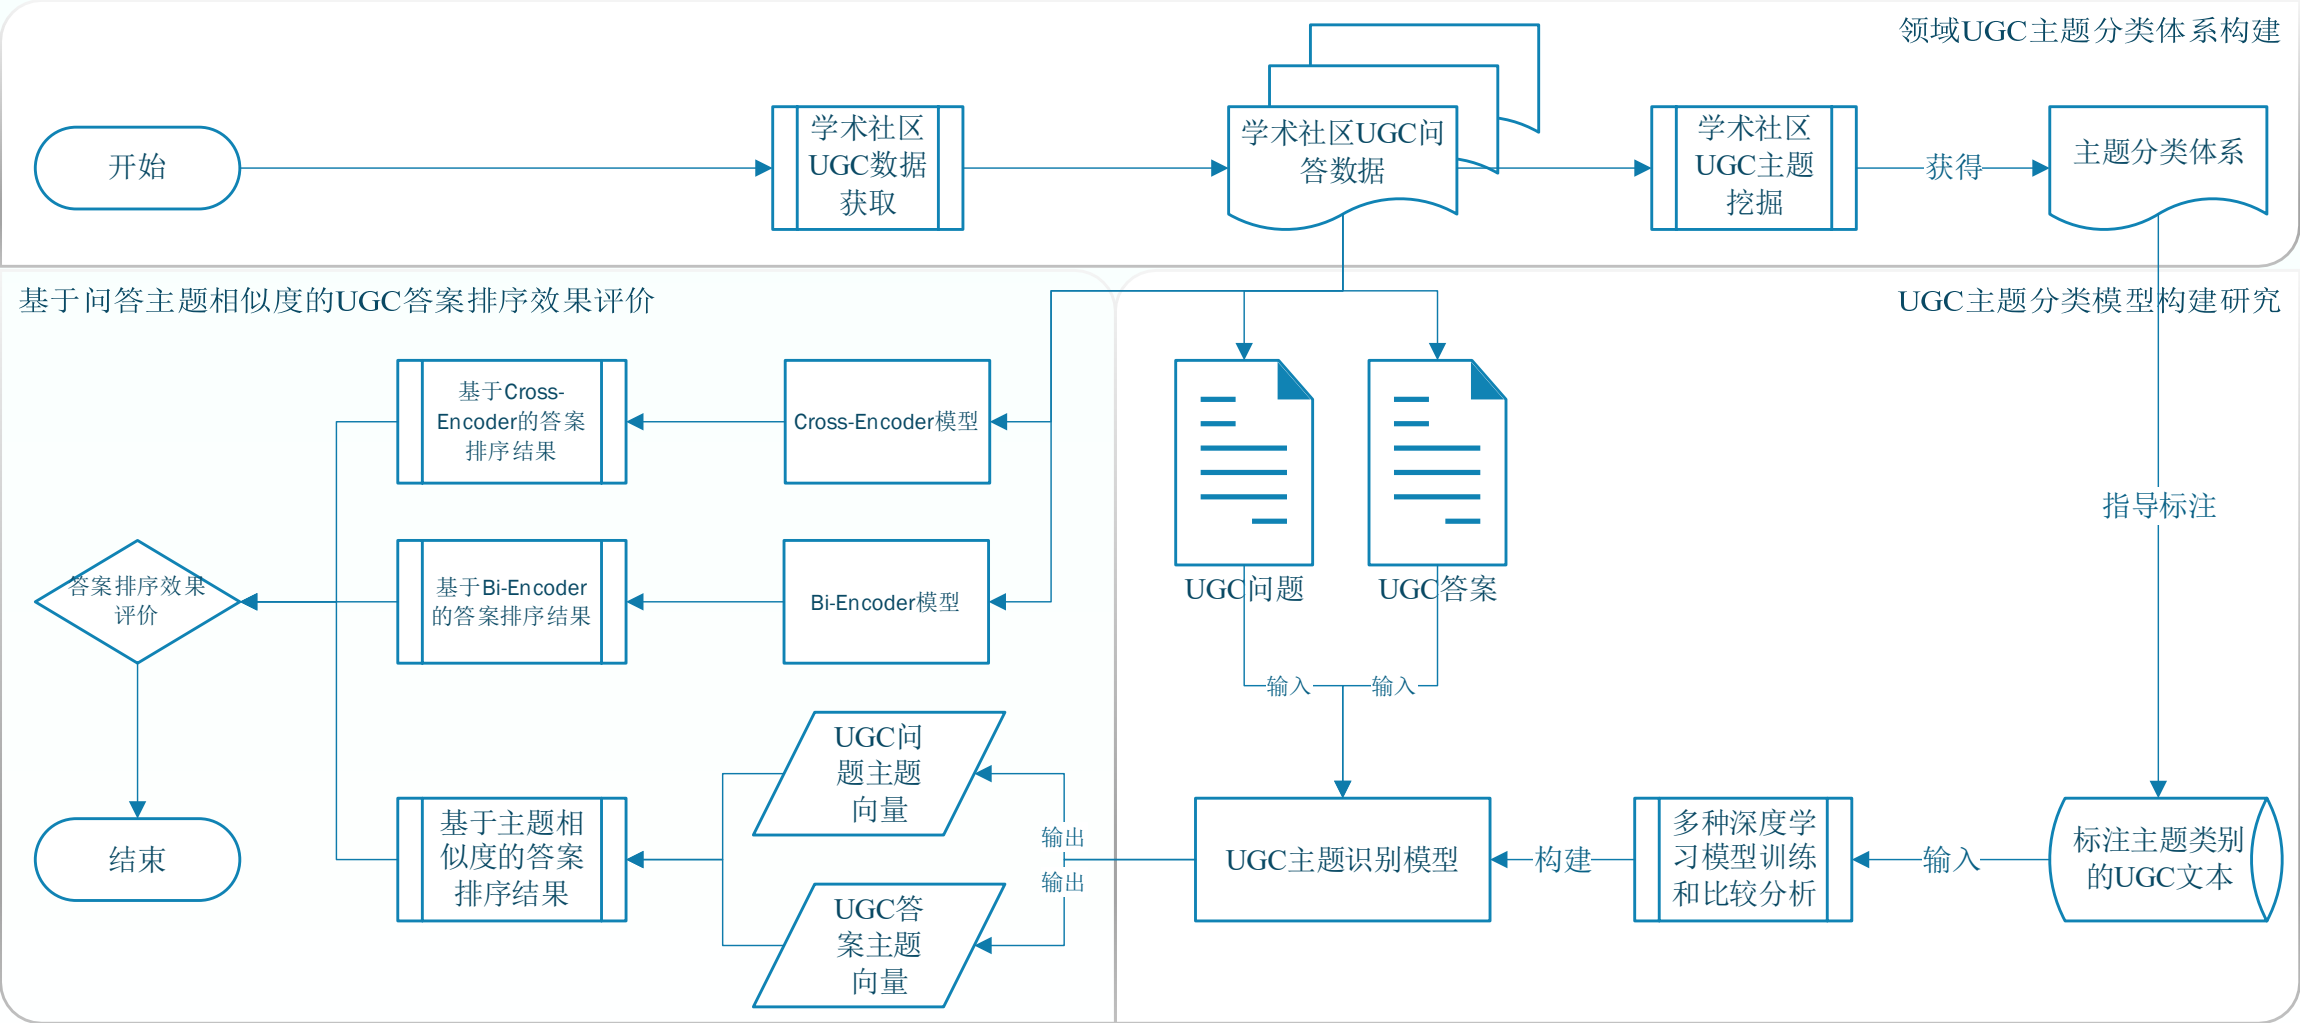 领域UGC主题分类体系构建
开始
学术社区
UGC数据
获取
学术社区UGC问
答数据
学术社区
UGC主题
挖掘
获得
主题分类体系
基于问答主题相似度的UGC答案排序效果评价
UGC主题分类模型构建研究
基于Cross-
Encoder的答案
排序结果
Cross-Encoder模型
指导标注
答案排序效果
评价
基于Bi-Encoder
的答案排序结果
Bi-Encoder模型
UGC问题
UGC答案
输入
输入
UGC问
题主题
向量
输出
输出
UGC答
案主题
向量
结束
基于主题相
似度的答案
排序结果
UGC主题识别模型
构建
多种深度学
习模型训练
和比较分析
输入
标注主题类别
的UGC文本